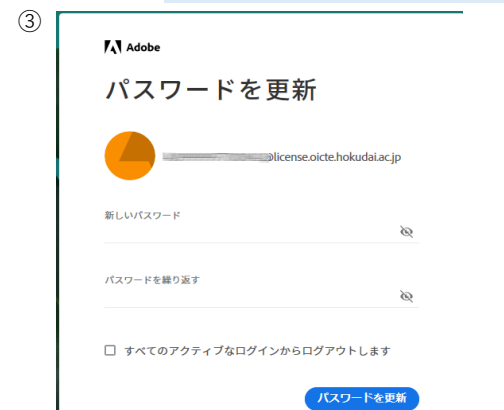 ③
Adobe
パスワードを更新
@license.oicte.hokudai.ac.jp
新しいパスワード
パスワードを繰り返す
すべてのアクティブなログインからログアウトします
パスワードを更新